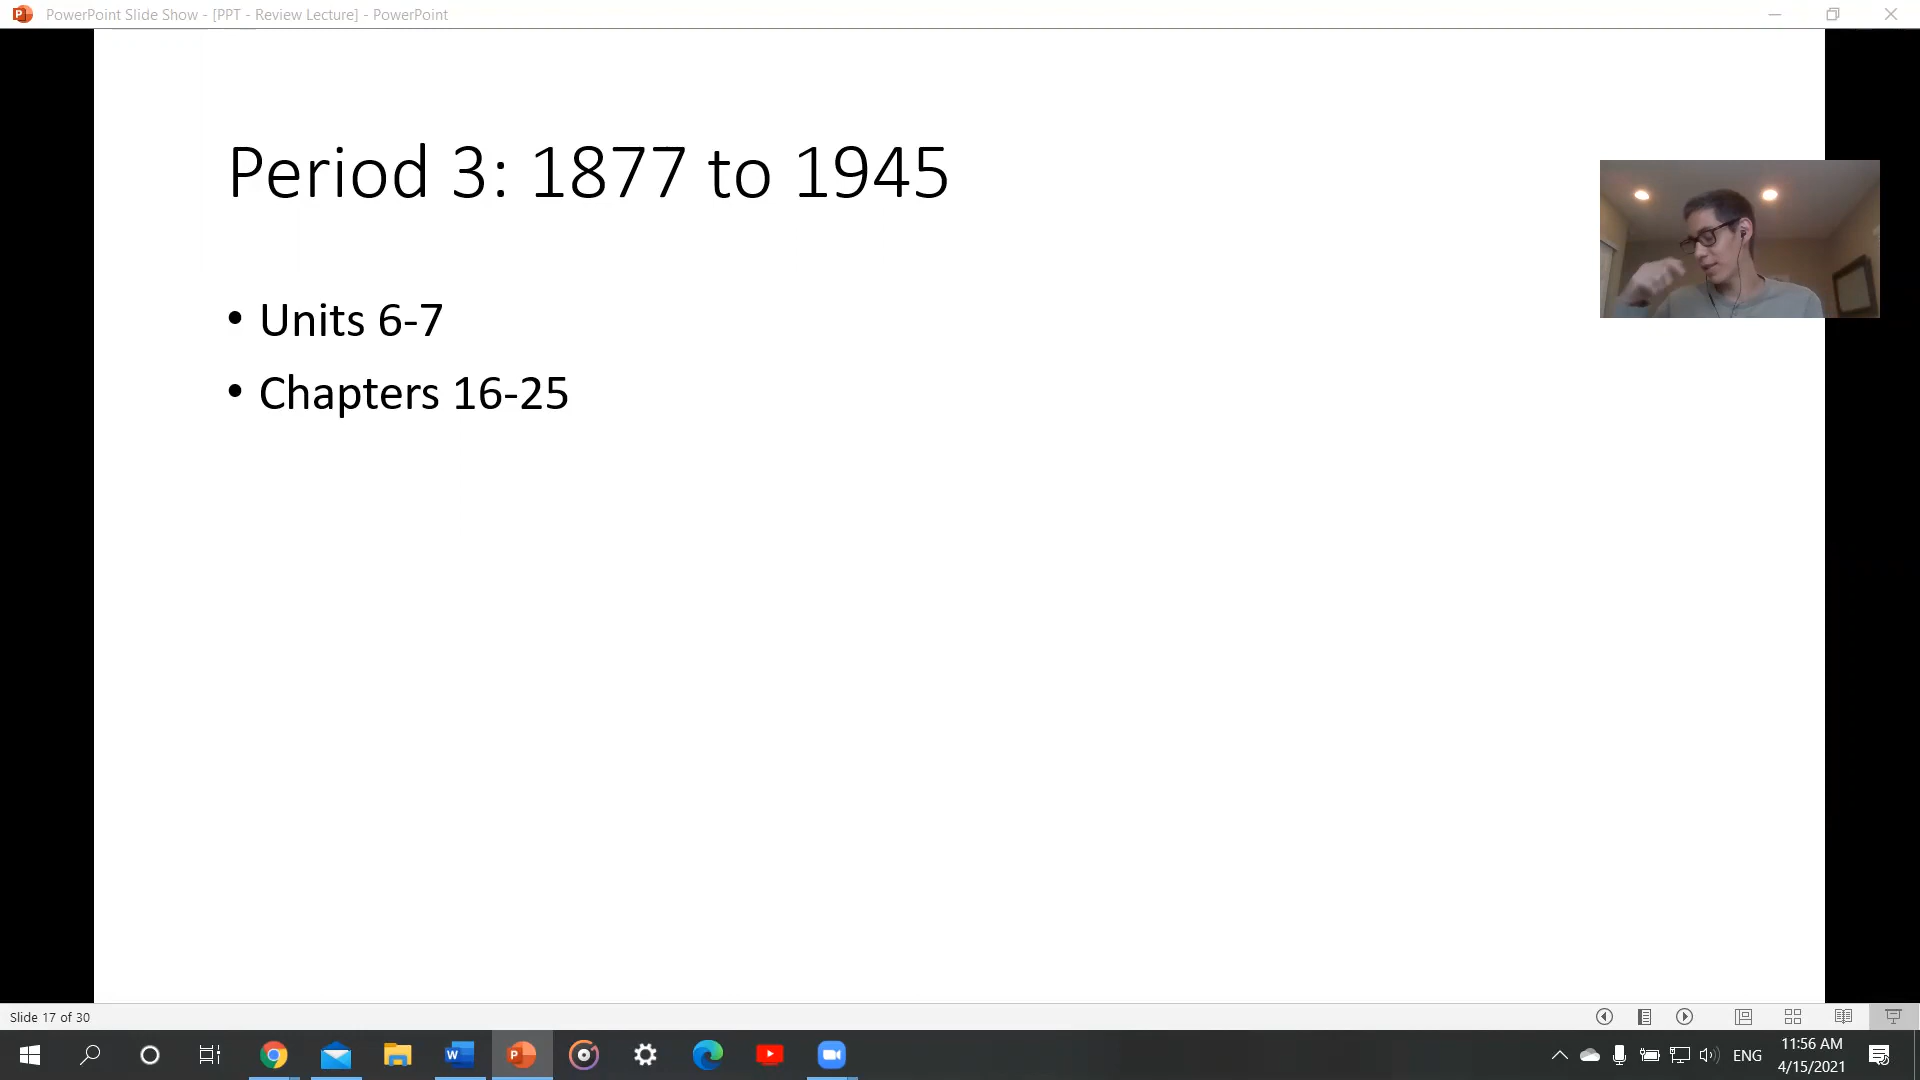 PowerPoint Slide Show - [PPT - Review Lecture] - PowerPoint
Period 3: 1877 to 1945
• Units 6-7
• Chapters 16-25
Slide 17 of 30
ENG
11:56 AM
4/15/2021